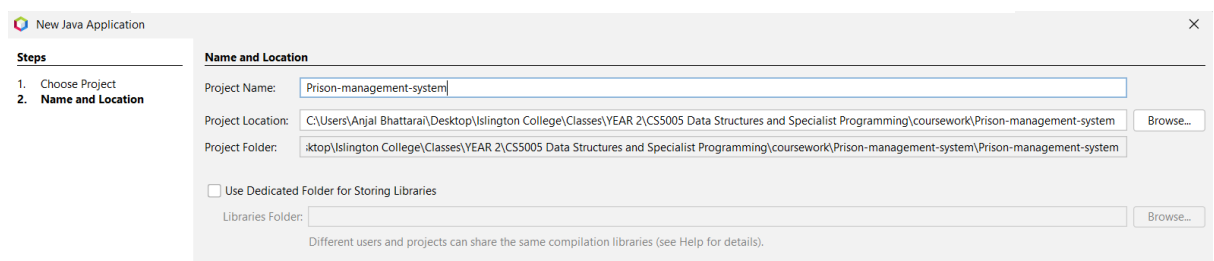 New Java Application
Steps
1. Choose Project
2. Name and Location
Name and Location
Project Name: Prison-management-system
Project Location: C:\Users\Anjal Bhattarai\Desktop\Islington College\Classes\YEAR 2\CS5005 Data Structures and Specialist Programming\coursework\Prison-management-system Browse...
Project Folder: sktop\Islington College\Classes\YEAR 2\CS5005 Data Structures and Specialist Programming\coursework\Prison-management-system\Prison-management-system
Use Dedicated Folder for Storing Libraries
Libraries Folder: Browse...
Different users and projects can share the same compilation libraries (see Help for details).